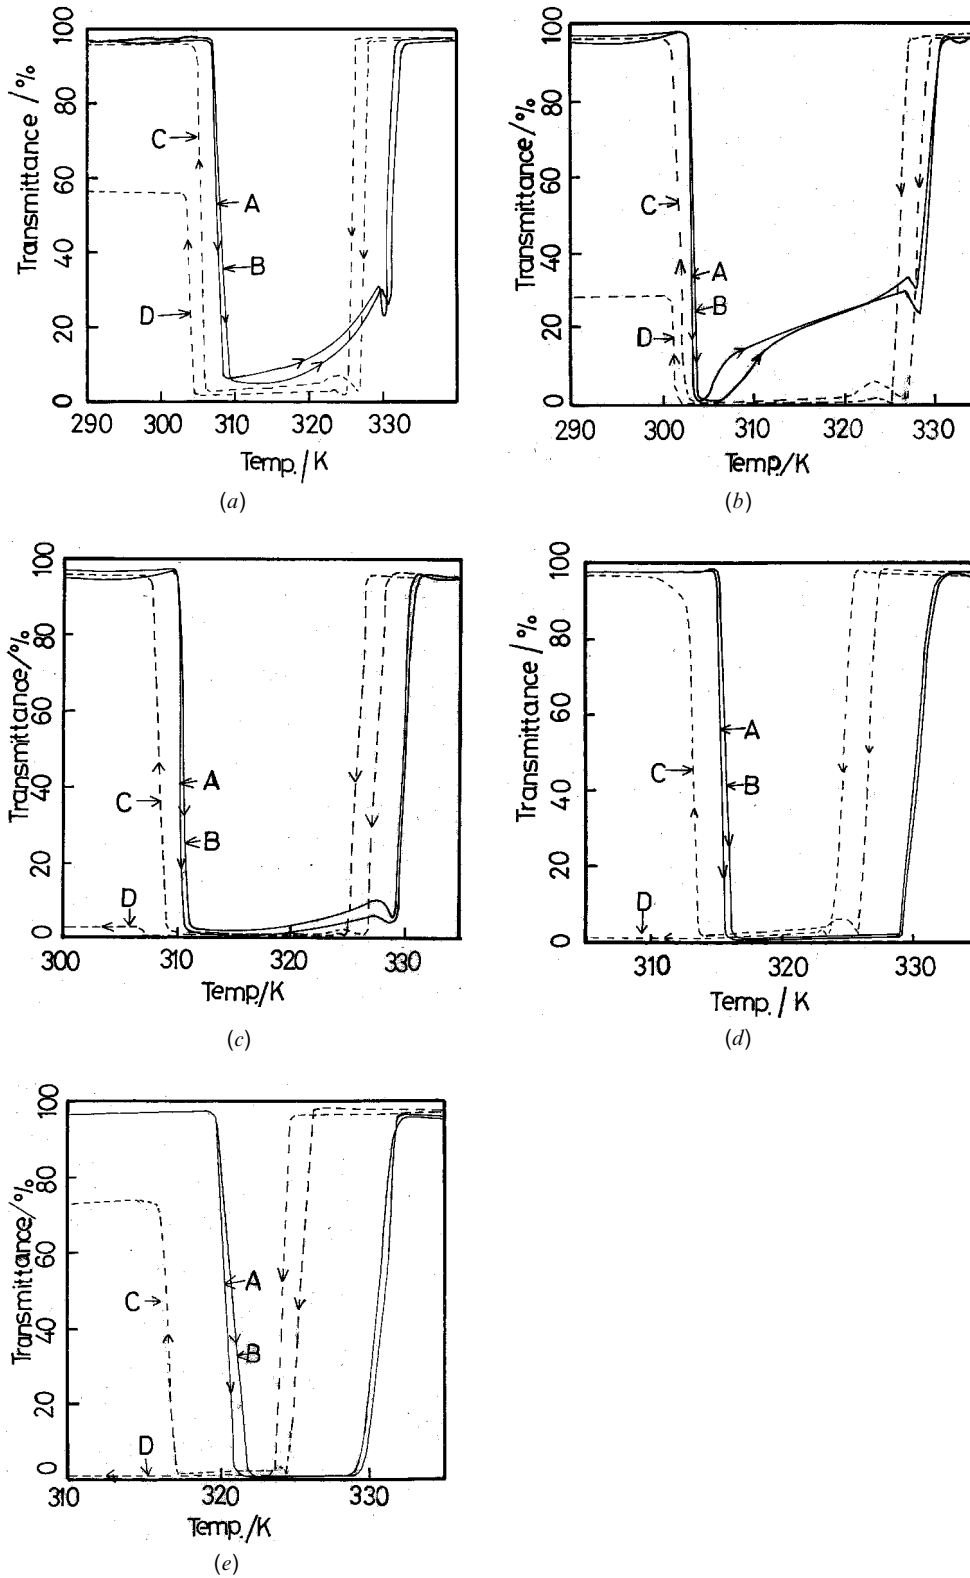 100
80
60
40
20
0
Transmittance / %
C
A
B
D
290 300 310 320 330
Temp. / K
(a)
100
80
60
40
20
0
Transmittance / %
C
A
B
D
290 300 310 320 330
Temp./K
(b)
100
80
60
40
20
0
Transmittance/%
A
C
B
D
300 310 320 330
Temp./K
(c)
100
80
60
40
20
0
Transmittance / %
A
C
B
D
310 320 330
Temp. / K
(d)
100
80
60
40
20
0
Transmittance/%
A
C
B
D
310 320 330
Temp./K
(e)